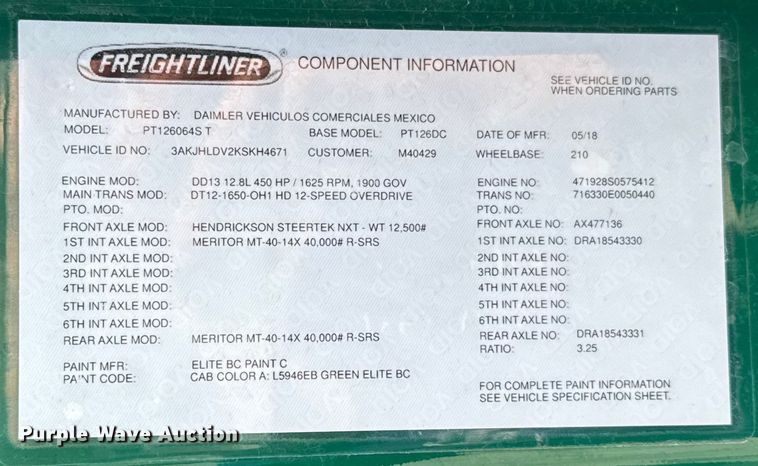 FREIGHTLINER ® COMPONENT INFORMATION
SEE VEHICLE ID NO.
WHEN ORDERING PARTS
MANUFACTURED BY: DAIMLER VEHICULOS COMERCIALES MEXICO
MODEL: PT126064S T BASE MODEL: PT126DC DATE OF MFR: 05/18
VEHICLE ID NO: 3AKJHLDV2KSKH4671 CUSTOMER: M40429 WHEELBASE: 210
ENGINE MOD: DD13 12.8L 450 HP / 1625 RPM, 1900 GOV ENGINE NO: 471928S0575412
MAIN TRANS MOD: DT12-1650-OH1 HD 12-SPEED OVERDRIVE TRANS NO: 716330E0050440
PTO. MOD: PTO. NO:
FRONT AXLE MOD: HENDRICKSON STEERTEK NXT - WT 12,500# FRONT AXLE NO: AX477136
1ST INT AXLE MOD: MERITOR MT-40-14X 40,000# R-SRS 1ST INT AXLE NO: DRA18543330
2ND INT AXLE MOD: 2ND INT AXLE NO:
3RD INT AXLE MOD: 3RD INT AXLE NO:
4TH INT AXLE MOD: 4TH INT AXLE NO:
5TH INT AXLE MOD: 5TH INT AXLE NO:
6TH INT AXLE MOD: 6TH INT AXLE NO:
REAR AXLE MOD: MERITOR MT-40-14X 40,000# R-SRS REAR AXLE NO: DRA18543331
RATIO: 3.25
PAINT MFR: ELITE BC PAINT C
PAINT CODE: CAB COLOR A: L5946EB GREEN ELITE BC
FOR COMPLETE PAINT INFORMATION
SEE VEHICLE SPECIFICATION SHEET.
Purple Wave Auction